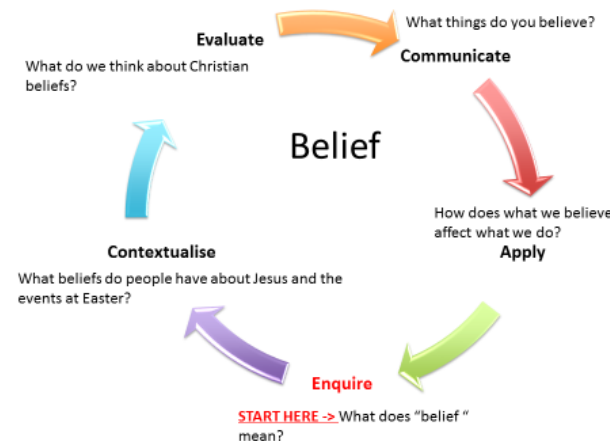 What things do you believe?
Evaluate
Communicate
What do we think about Christian
beliefs?
Belief
How does what we believe
affect what we do?
Contextualise
Apply
What beliefs do people have about Jesus and the
events at Easter?
Enquire
START HERE -> What does “belief “
mean?